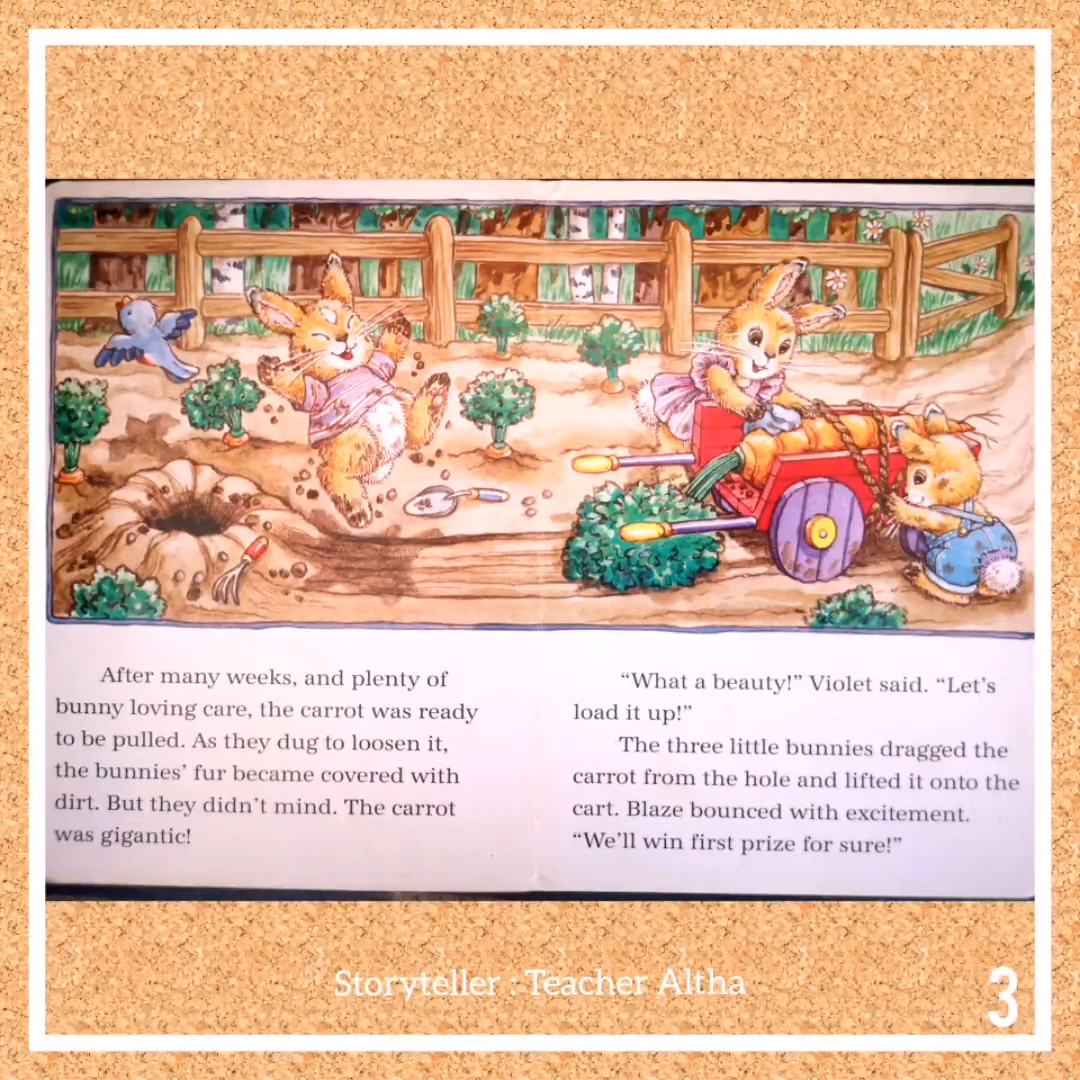 After many weeks, and plenty of
bunny loving care, the carrot was ready
to be pulled. As they dug to loosen it,
the bunnies' fur became covered with
dirt. But they didn't mind. The carrot
was gigantic!
“What a beauty!” Violet said. “Let's
load it up!”
The three little bunnies dragged the
carrot from the hole and lifted it onto the
cart. Blaze bounced with excitement.
“We'll win first prize for sure!”
Storyteller : Teacher Altha
3